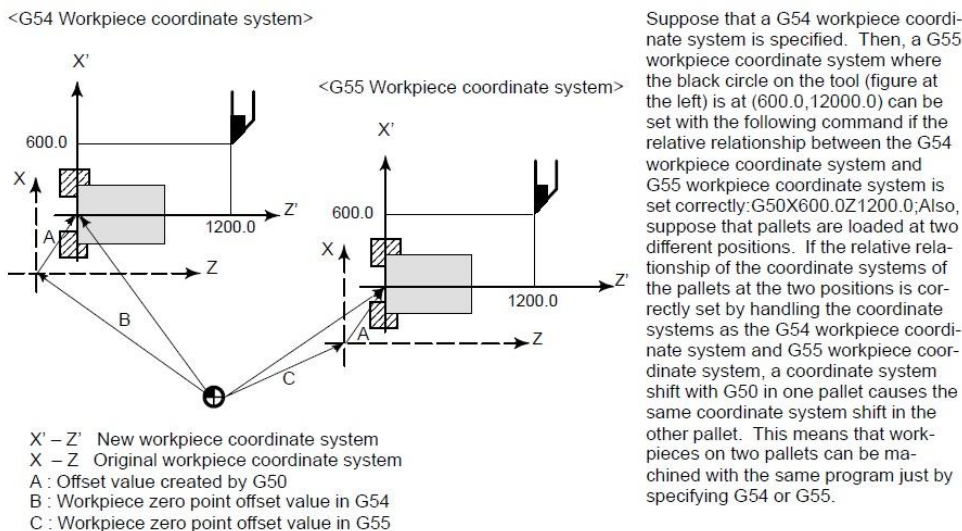 <G54 Workpiece coordinate system>
X'
600.0
X
A
Z'
1200.0
Z
B
<G55 Workpiece coordinate system>
X'
600.0
X
A
Z'
1200.0
Z
C
X' – Z' New workpiece coordinate system
X – Z Original workpiece coordinate system
A : Offset value created by G50
B : Workpiece zero point offset value in G54
C : Workpiece zero point offset value in G55
Suppose that a G54 workpiece coordi-
nate system is specified. Then, a G55
workpiece coordinate system where
the black circle on the tool (figure at
the left) is at (600.0,12000.0) can be
set with the following command if the
relative relationship between the G54
workpiece coordinate system and
G55 workpiece coordinate system is
set correctly:G50X600.0Z1200.0;Also,
suppose that pallets are loaded at two
different positions. If the relative rela-
tionship of the coordinate systems of
the pallets at the two positions is cor-
rectly set by handling the coordinate
systems as the G54 workpiece coordi-
nate system and G55 workpiece coor-
dinate system, a coordinate system
shift with G50 in one pallet causes the
same coordinate system shift in the
other pallet. This means that work-
pieces on two pallets can be ma-
chined with the same program just by
specifying G54 or G55.